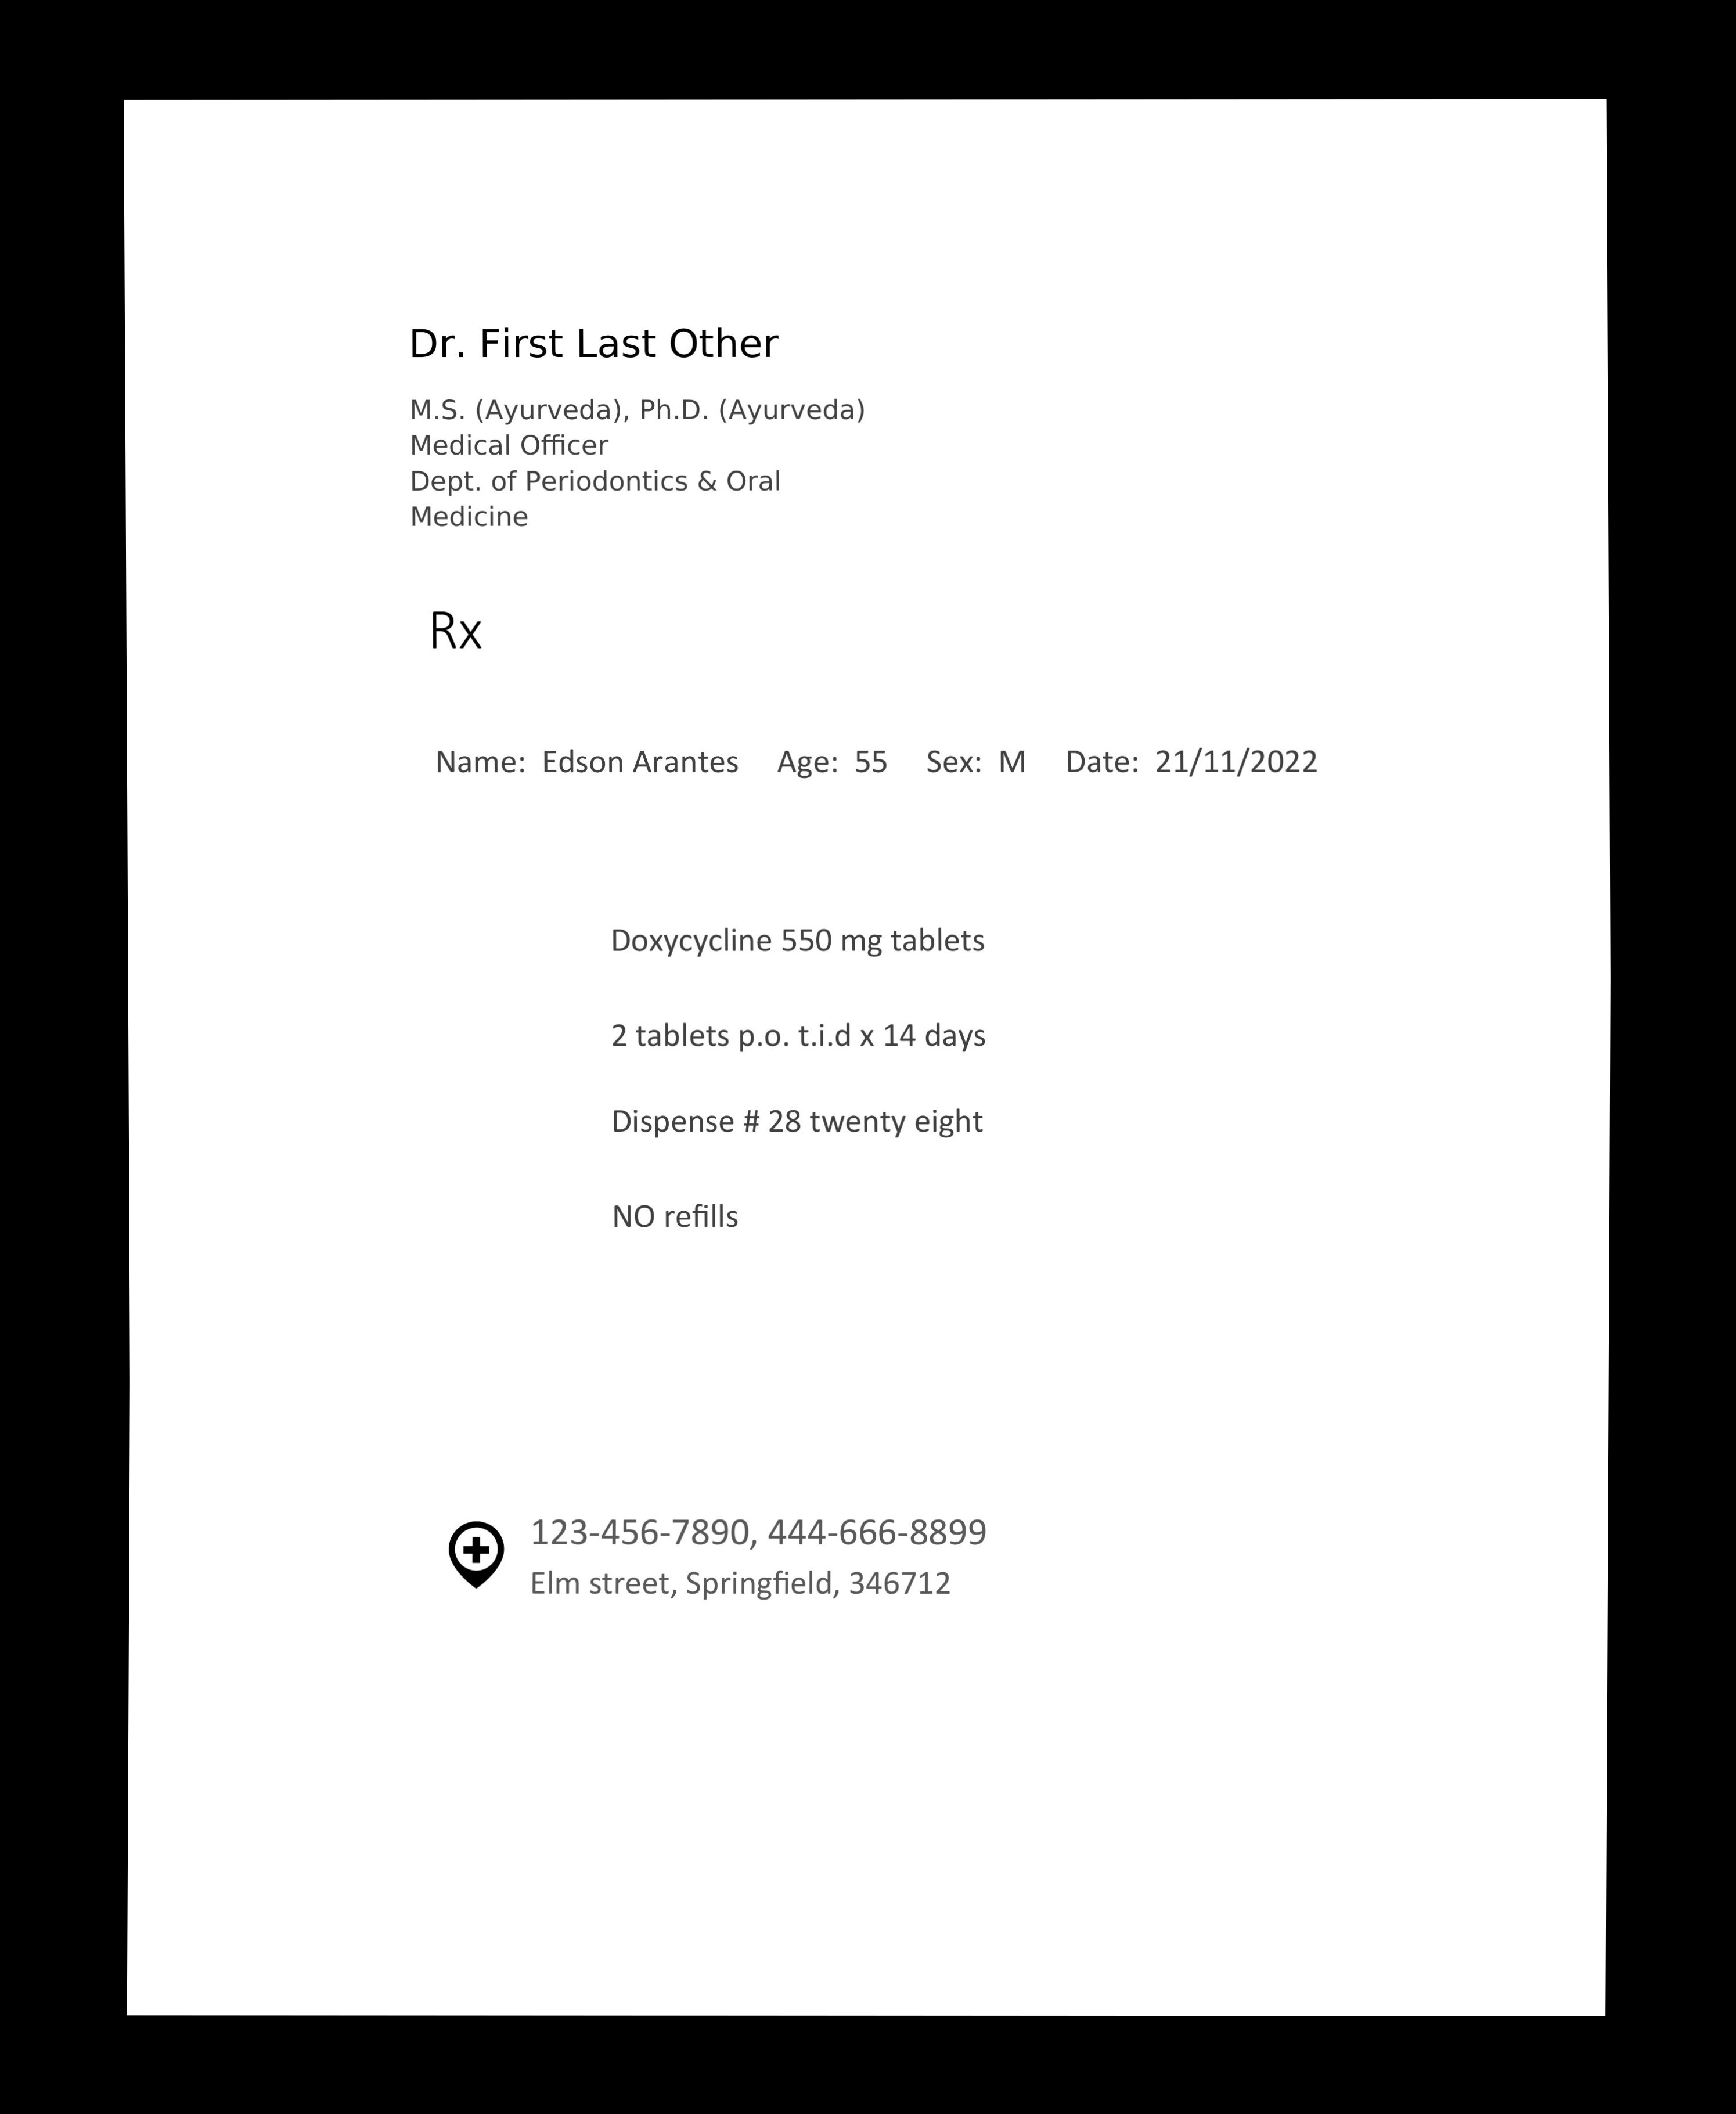 Dr. First Last Other
M.S. (Ayurveda), Ph.D. (Ayurveda)
Medical Officer
Dept. of Periodontics & Oral
Medicine
Rx
Name: Edson Arantes Age: 55 Sex: M Date: 21/11/2022
Doxycycline 550 mg tablets
2 tablets p.o. t.i.d x 14 days
Dispense # 28 twenty eight
NO refills
123-456-7890, 444-666-8899
Elm street, Springfield, 346712